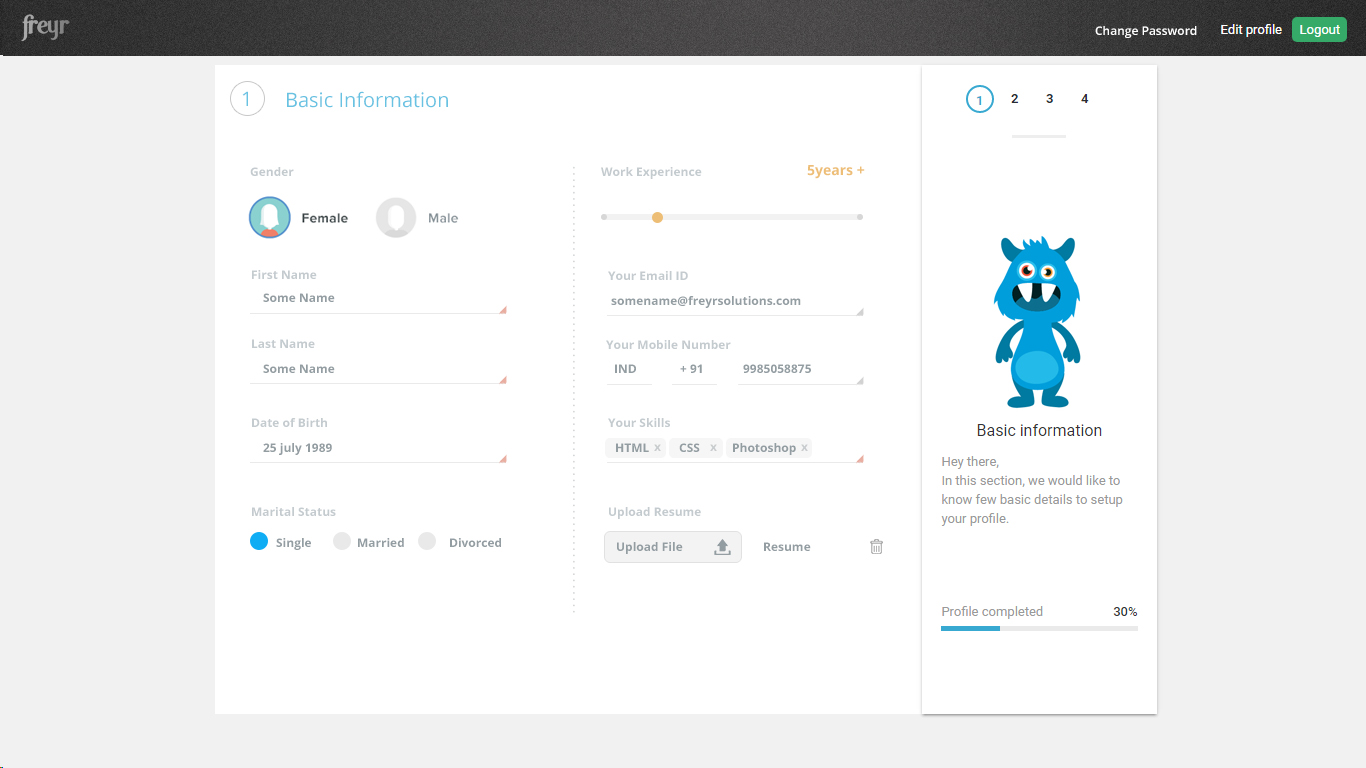 freyr
Change Password Edit profile Logout
1 Basic Information
Gender
Female Male
First Name
Some Name
Last Name
Some Name
Date of Birth
25 july 1989
Marital Status
Single Married Divorced
Work Experience 5years +
Your Email ID
somename@freyrsolutions.com
Your Mobile Number
IND + 91 9985058875
Your Skills
HTML x CSS x Photoshop x
Upload Resume
Upload File Resume
1 2 3 4
Basic information
Hey there,
In this section, we would like to
know few basic details to setup
your profile.
Profile completed 30%